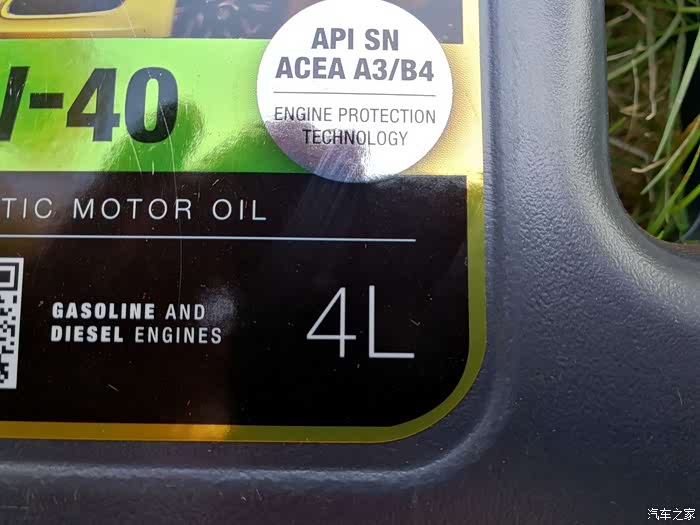 API SN
ACEA A3/B4
ENGINE PROTECTION
TECHNOLOGY
-40
TIC MOTOR OIL
GASOLINE AND
DIESEL ENGINES
4L
汽车之家